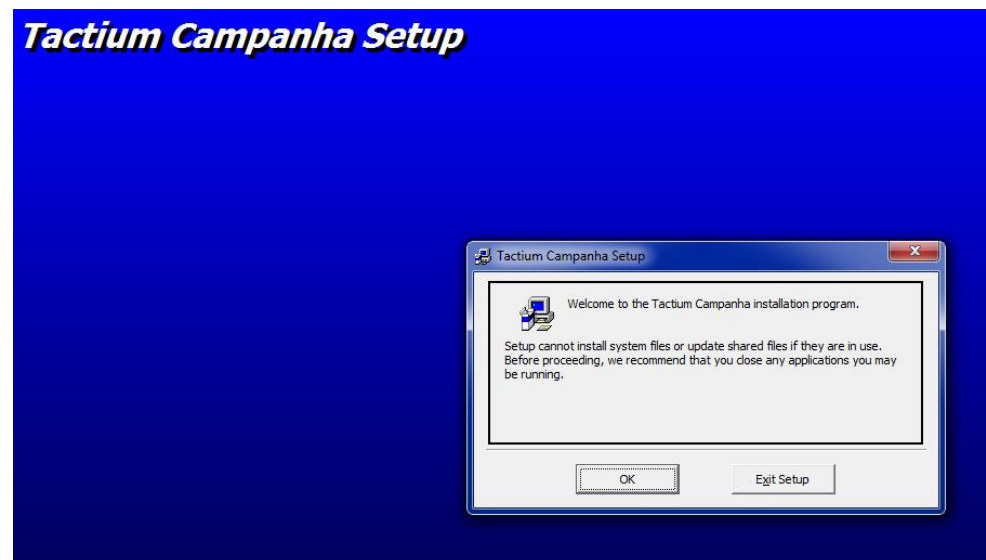 Tactium Campanha Setup
Tactium Campanha Setup
Welcome to the Tactium Campanha installation program.
Setup cannot install system files or update shared files if they are in use.
Before proceeding, we recommend that you close any applications you may
be running.
OK
Exit Setup